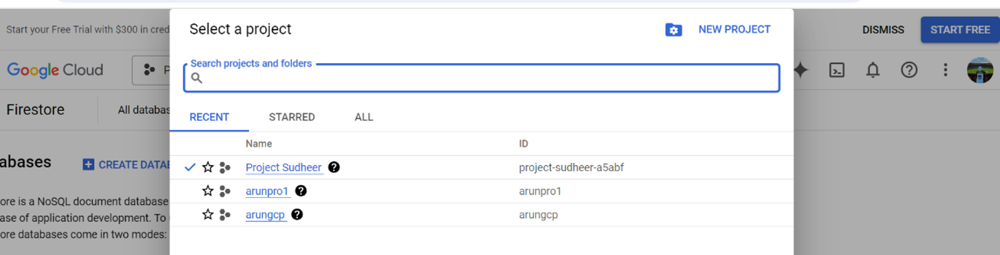 Start your Free Trial with $300 in cred
Select a project
NEW PROJECT
DISMISS
START FREE
Google Cloud
P
Search projects and folders
Firestore
All databas
RECENT
STARRED
ALL
Name
ID
abases
CREATE DATAB
Project Sudheer
project-sudheer-a5abf
arunpro1
arunpro1
arungcp
arungcp
ore is a NoSQL document database
ase of application development. To
ore databases come in two modes: